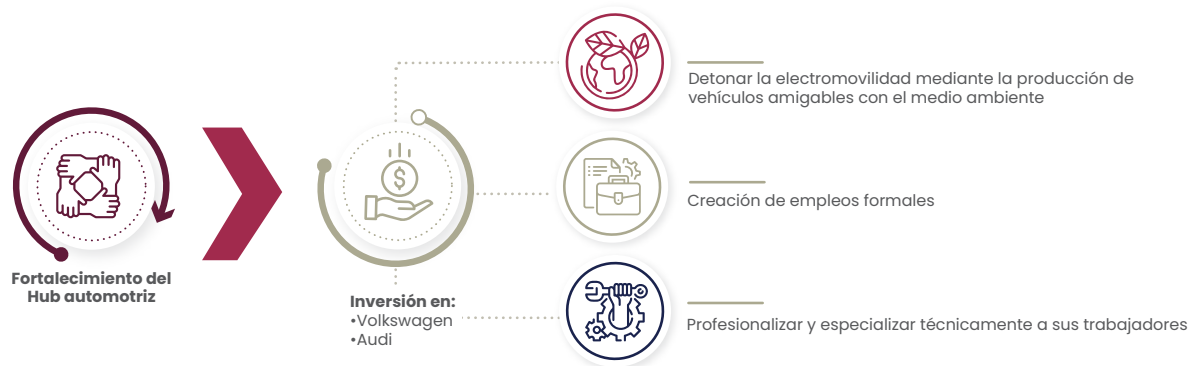 Fortalecimiento del
Hub automotriz
Inversión en:
•Volkswagen
•Audi
Detonar la electromovilidad mediante la producción de
vehículos amigables con el medio ambiente
Creación de empleos formales
Profesionalizar y especializar técnicamente a sus trabajadores